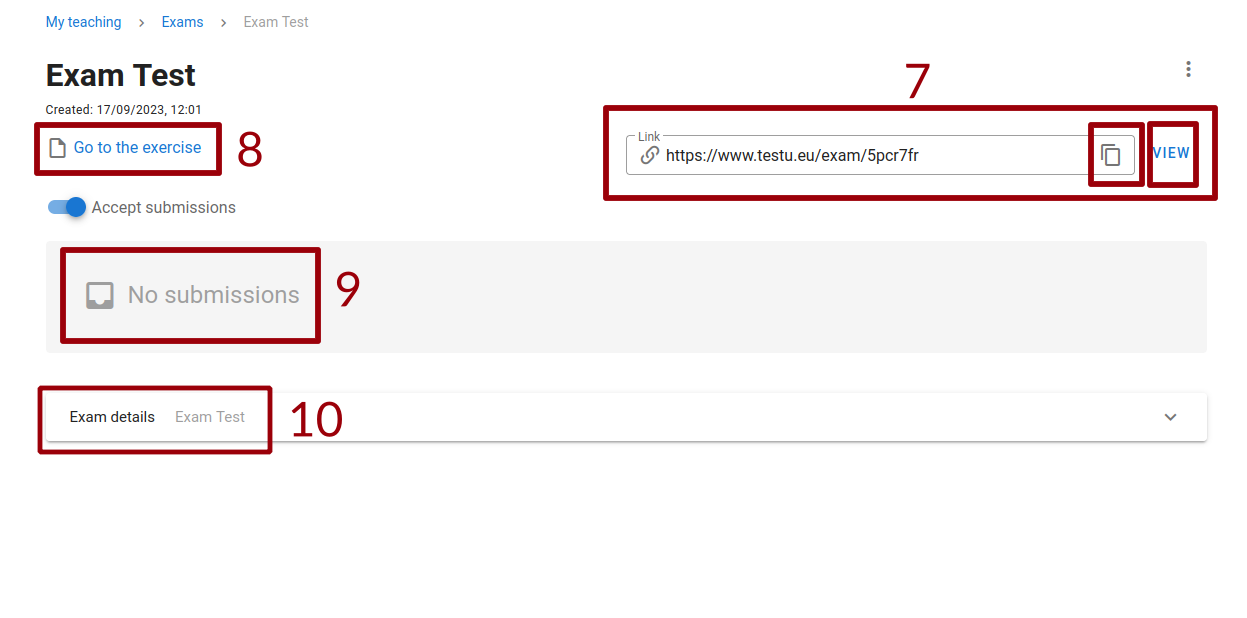 My teaching > Exams > Exam Test
Exam Test
Created: 17/09/2023, 12:01
7
Go to the exercise
8
Link
https://www.testu.eu/exam/5pcr7fr
VIEW
Accept submissions
No submissions
9
Exam details Exam Test
10